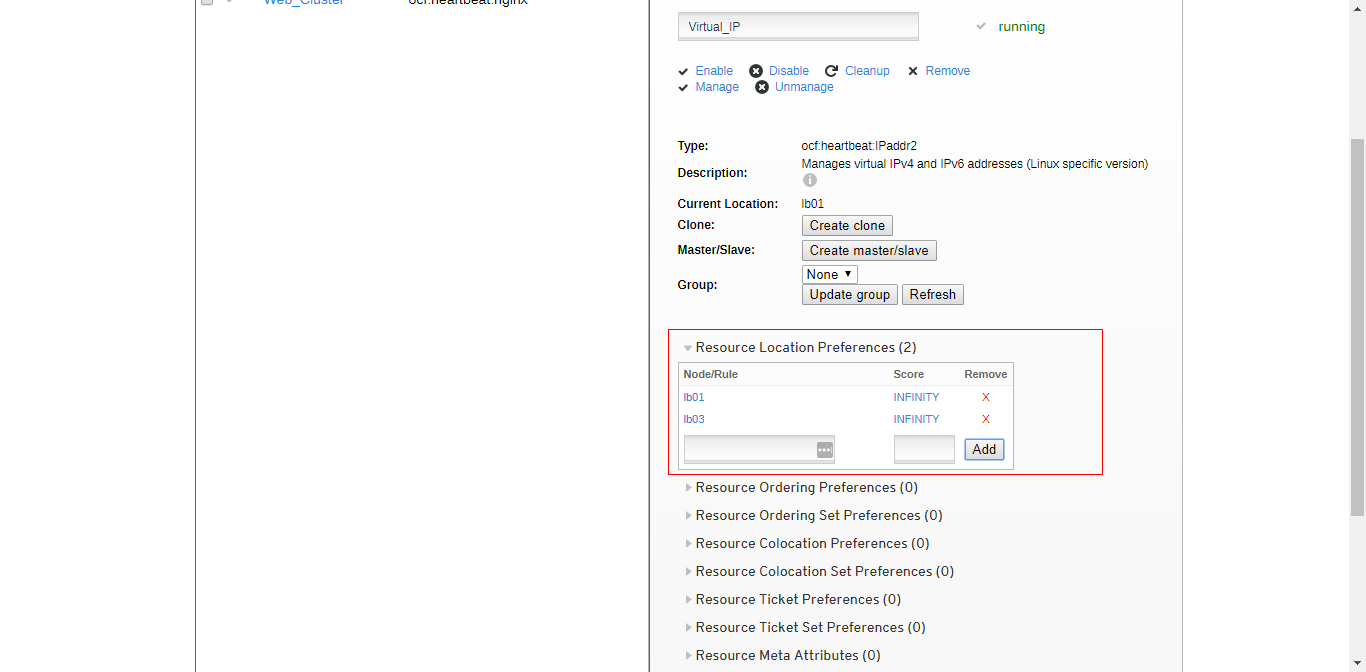 Web_Cluster ocf:heartbeat:nginx
Virtual_IP running
Enable Disable Cleanup Remove
Manage Unmanage
Type: ocf:heartbeat:IPaddr2
Description: Manages virtual IPv4 and IPv6 addresses (Linux specific version)
Current Location: lb01
Clone: Create clone
Master/Slave: Create master/slave
Group: None
Update group Refresh
Resource Location Preferences (2)
Node/Rule Score Remove
lb01 INFINITY X
lb03 INFINITY X
Add
Resource Ordering Preferences (0)
Resource Ordering Set Preferences (0)
Resource Colocation Preferences (0)
Resource Colocation Set Preferences (0)
Resource Ticket Preferences (0)
Resource Ticket Set Preferences (0)
Resource Meta Attributes (0)